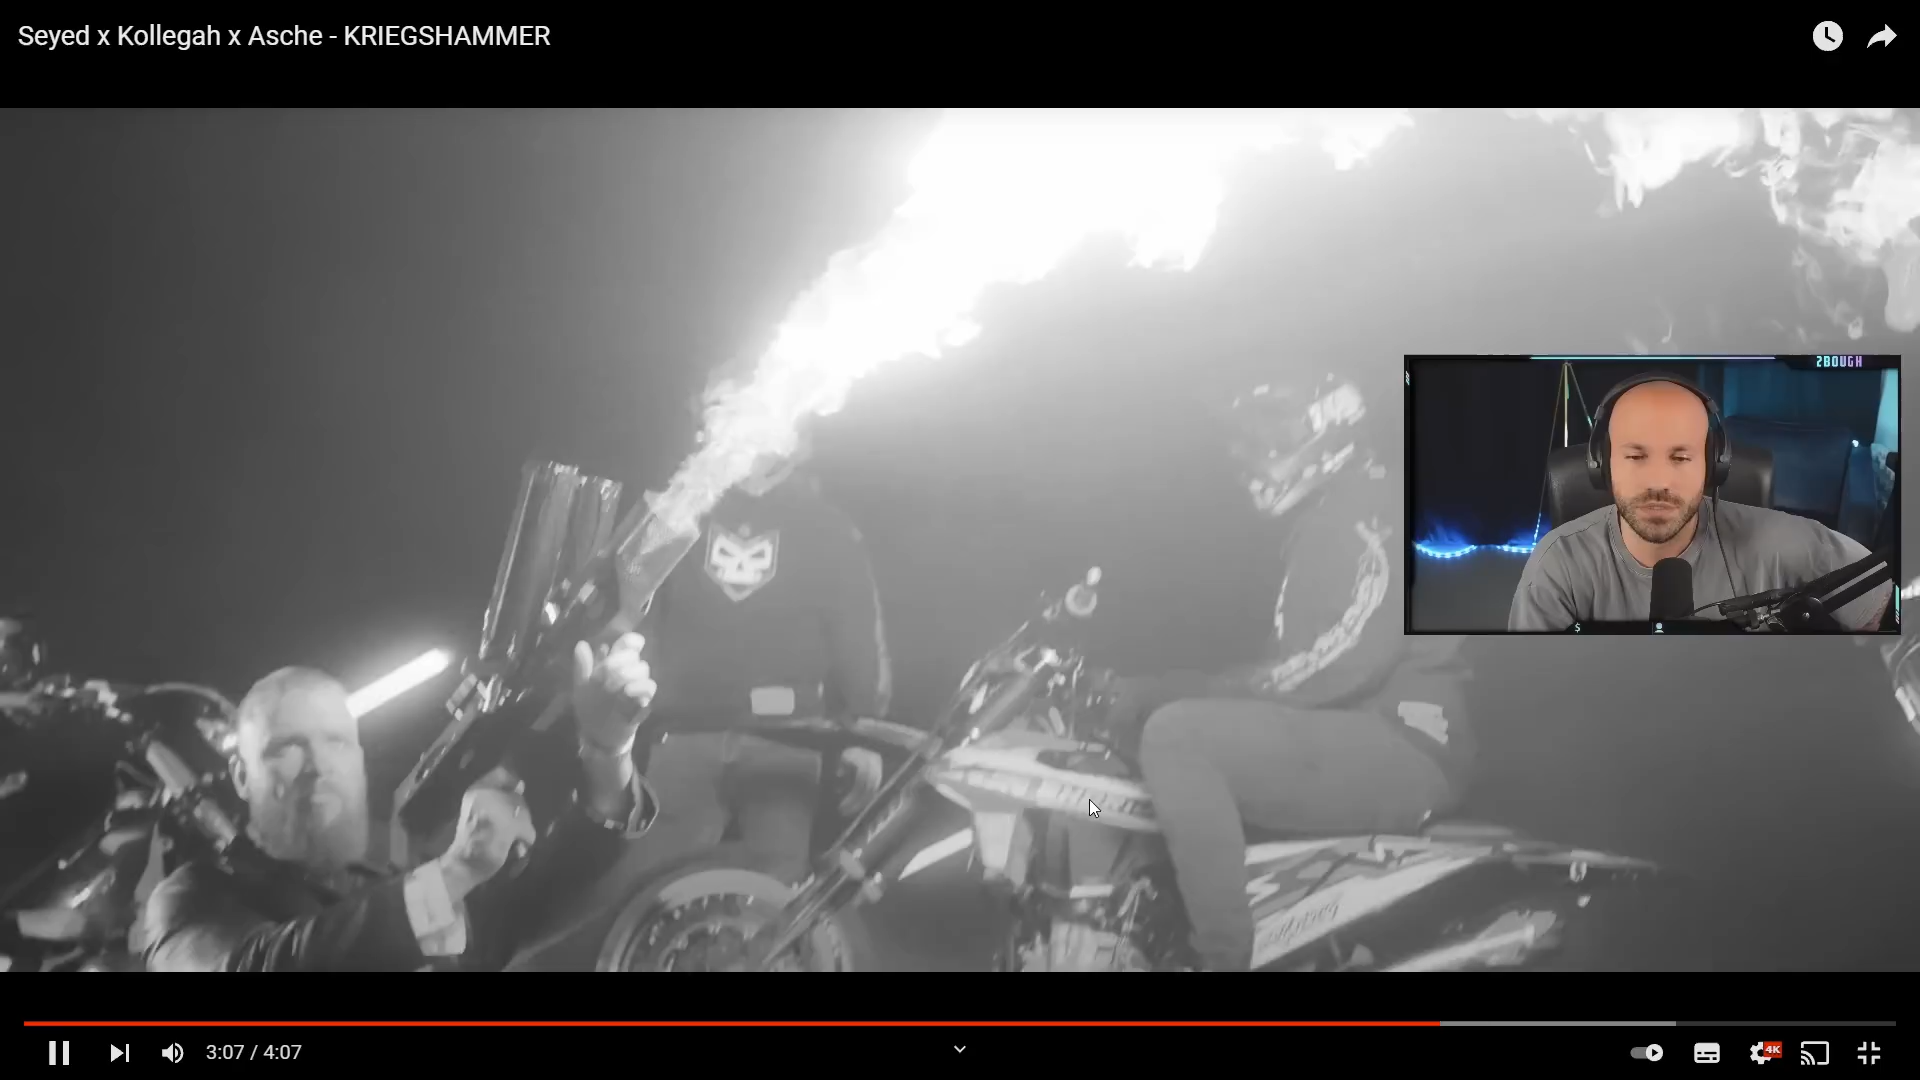 Seyed x Kollegah x Asche - KRIEGSHAMMER
2BOUGH
$
3:07 / 4:07
4K